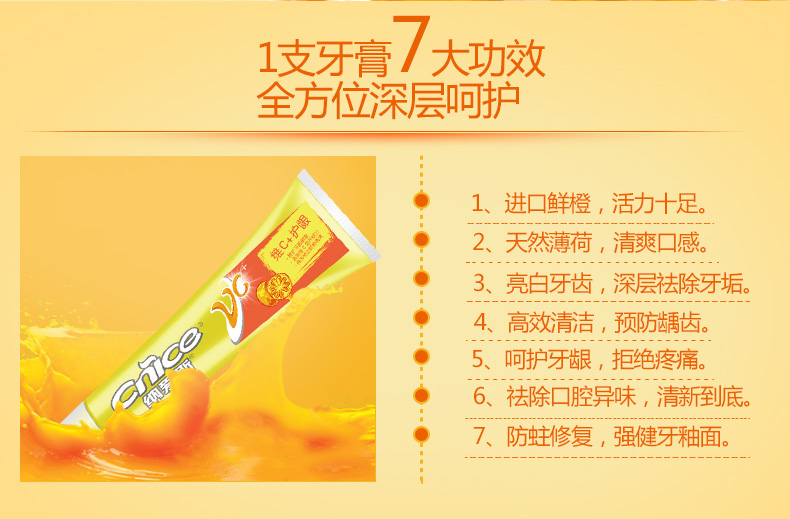 1支牙膏7大功效
全方位深层呵护
1、进口鲜橙，活力十足。
2、天然薄荷，清爽口感。
3、亮白牙齿，深层祛除牙垢。
4、高效清洁，预防龋齿。
5、呵护牙龈，拒绝疼痛。
6、祛除口腔异味，清新到底。
7、防蛀修复，强健牙釉面。
维C+护龈
VC+
cnice
纳